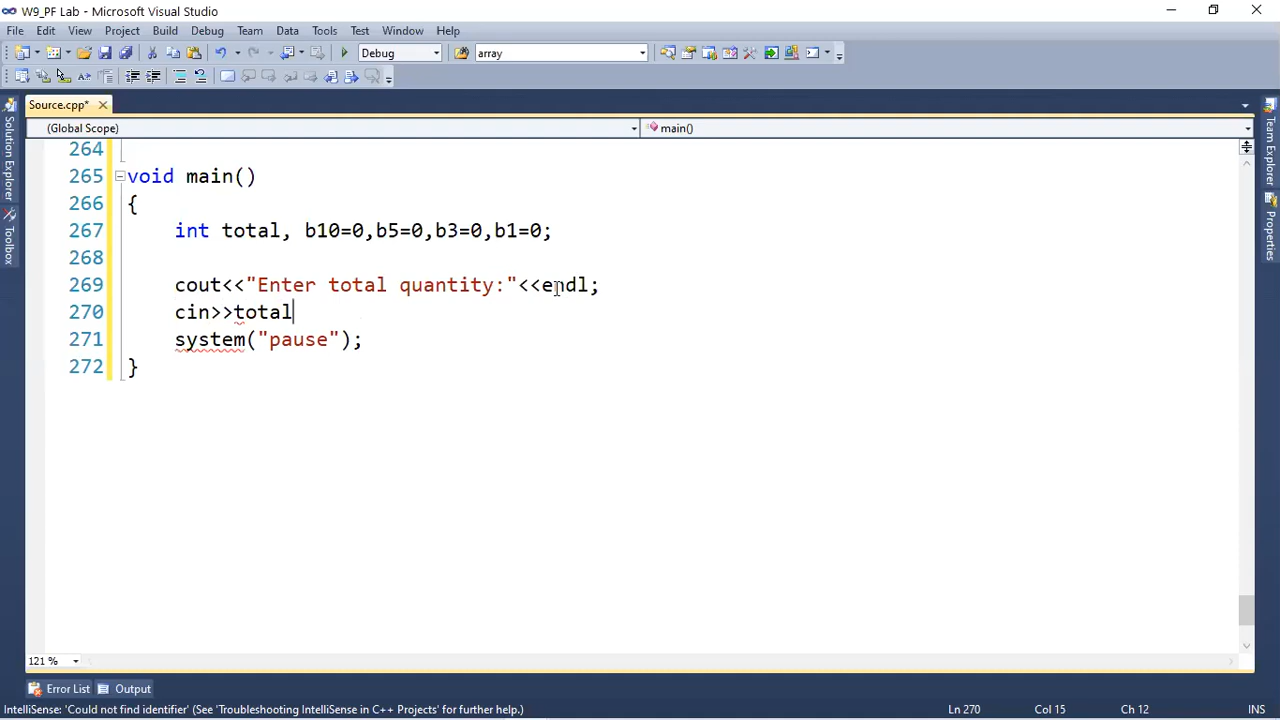 W9_PF Lab - Microsoft Visual Studio
File Edit View Project Build Debug Team Data Tools Test Window Help
Debug array
Source.cpp*
(Global Scope) main()
264
265 void main()
266 {
267 int total, b10=0,b5=0,b3=0,b1=0;
268
269 cout<<"Enter total quantity:"<<endl;
270 cin>>total
271 system("pause");
272 }
Solution Explorer
Toolbox
Team Explorer
Properties
121 %
Error List Output
IntelliSense: 'Could not find identifier' (See 'Troubleshooting IntelliSense in C++ Projects' for further help.) Ln 270 Col 15 Ch 12 INS